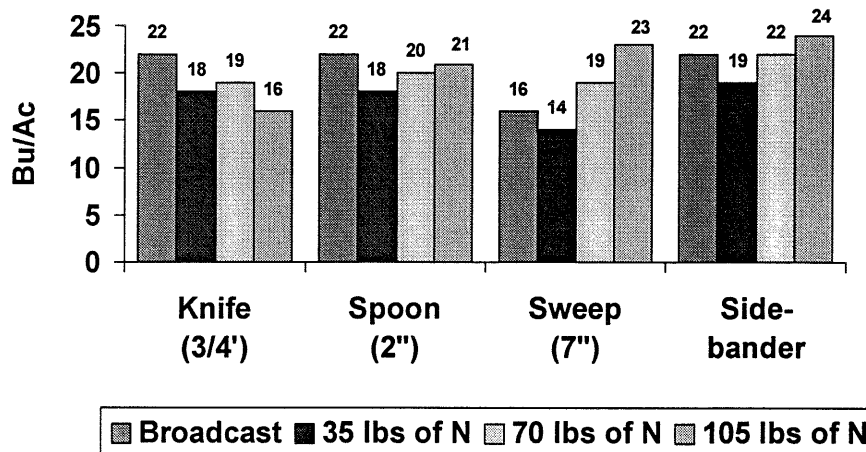 25
20
15
10
5
0
Bu/Ac
22 18 19 16 22 18 20 21 16 14 19 23 22 19 22 24
Knife Spoon Sweep Side-
(3/4') (2") (7") bander
Broadcast 35 lbs of N 70 lbs of N 105 lbs of N